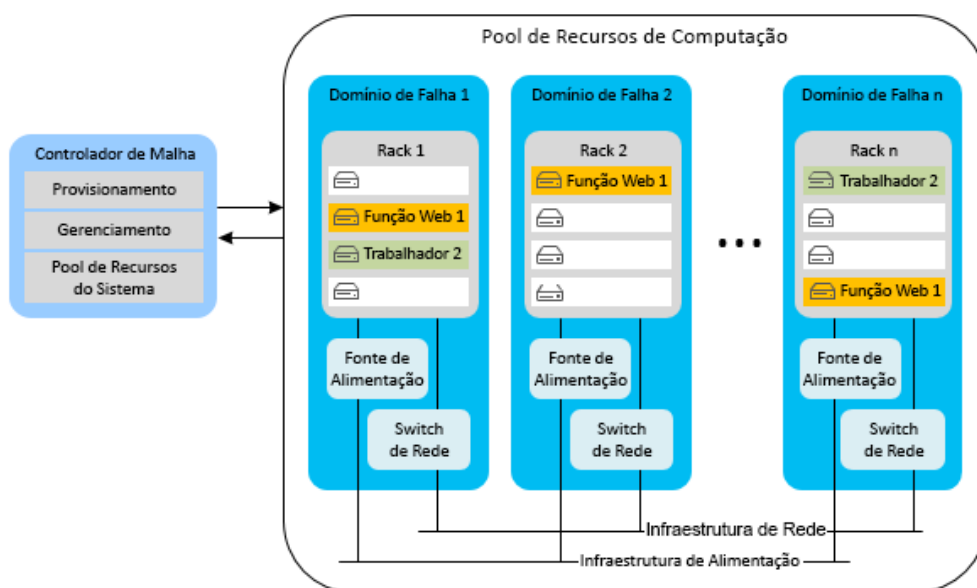 Pool de Recursos de Computação
Controlador de Malha
Provisionamento
Gerenciamento
Pool de Recursos
do Sistema
Domínio de Falha 1
Rack 1
Função Web 1
Trabalhador 2
Fonte de
Alimentação
Switch
de Rede
Domínio de Falha 2
Rack 2
Função Web 1
Fonte de
Alimentação
Switch
de Rede
Domínio de Falha n
Rack n
Trabalhador 2
Função Web 1
Fonte de
Alimentação
Switch
de Rede
Infraestrutura de Rede
Infraestrutura de Alimentação